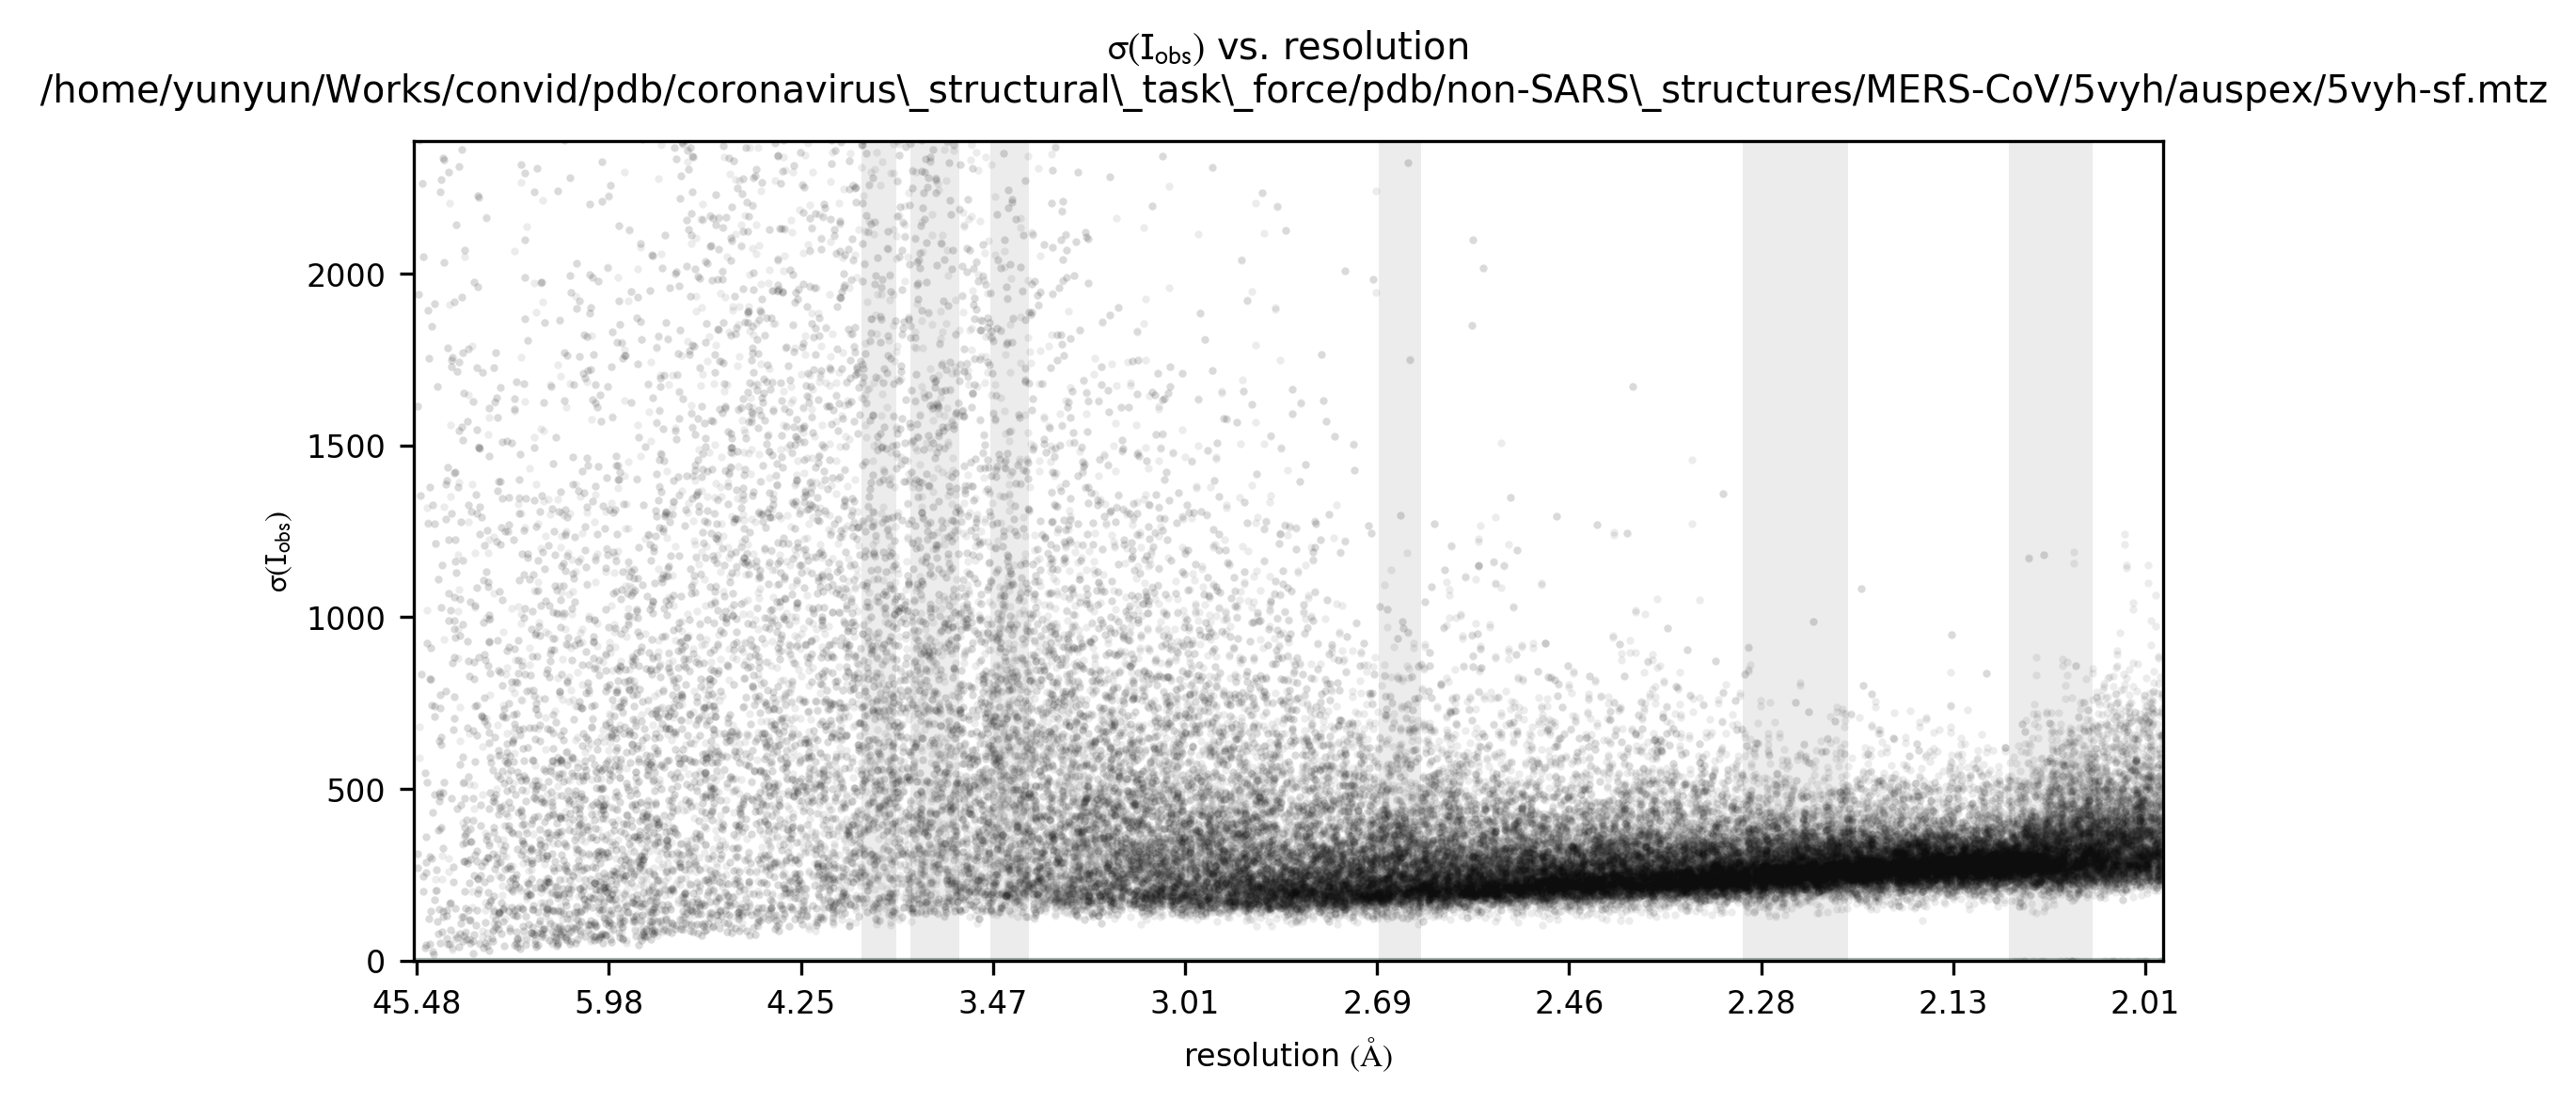 σ(I_obs) vs. resolution
/home/yunyun/Works/convid/pdb/coronavirus\_structural\_task\_force/pdb/non-SARS\_structures/MERS-CoV/5vyh/auspex/5vyh-sf.mtz
σ(I_obs)
2000
1500
1000
500
0
45.48 5.98 4.25 3.47 3.01 2.69 2.46 2.28 2.13 2.01
resolution (Å)